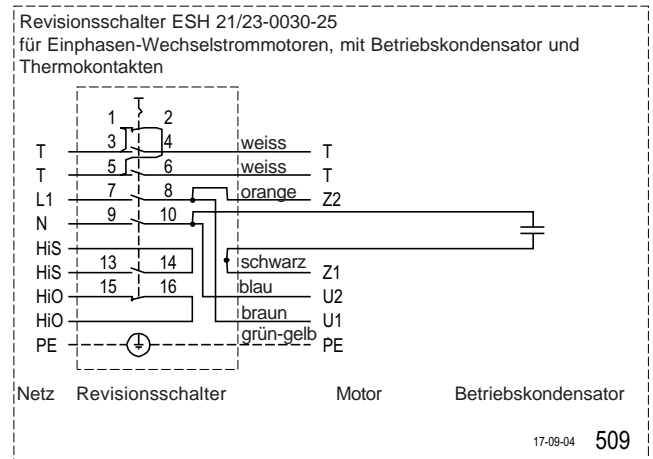 Revisionsschalter ESH 21/23-0030-25
für Einphasen-Wechselstrommotoren, mit Betriebskondensator und
Thermokontakten
1 2
T 3 4 weiss T
T 5 6 weiss T
L1 7 8 orange Z2
N 9 10
HiS
HiS 13 14 schwarz Z1
HiO 15 16 blau U2
HiO braun U1
PE grün-gelb PE
Netz Revisionsschalter Motor Betriebskondensator
17-09-04 509